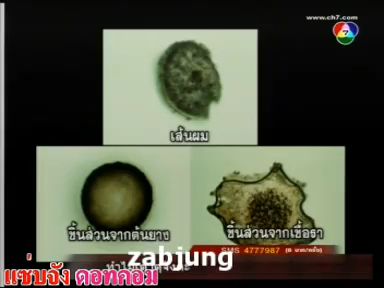 www.ch7.com
7
เส้นผม
ชิ้นส่วนจากต้นยาง
ชิ้นส่วนจากเชื้อรา
SMS 4777987
zabjung
แซ่บจัง ดอทคอม